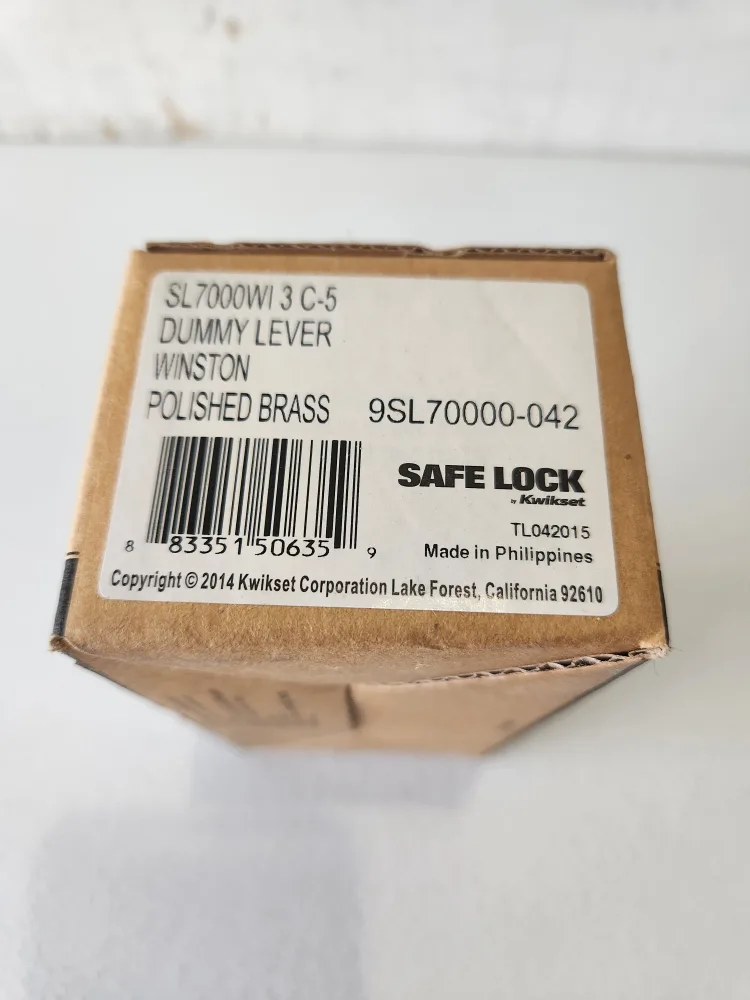 SL7000WI 3 C-5
DUMMY LEVER
WINSTON
POLISHED BRASS 9SL70000-042
SAFE LOCK
by Kwikset
8 83351 50635 9
TL042015
Made in Philippines
Copyright © 2014 Kwikset Corporation Lake Forest, California 92610